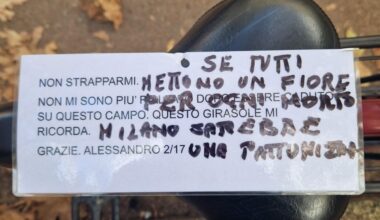 SE TUTTI
NON STRAPPARMI. METTONO UN FIORE
NON MI SONO PIU' DOPO ESSERE CADUTO
PER OGNI MORTO
SU QUESTO CAMPO. QUESTO GIRASOLE MI
RICORDA. MILANO SAREBBE
GRAZIE. ALESSANDRO 2/17 UNA PATTUMIERA